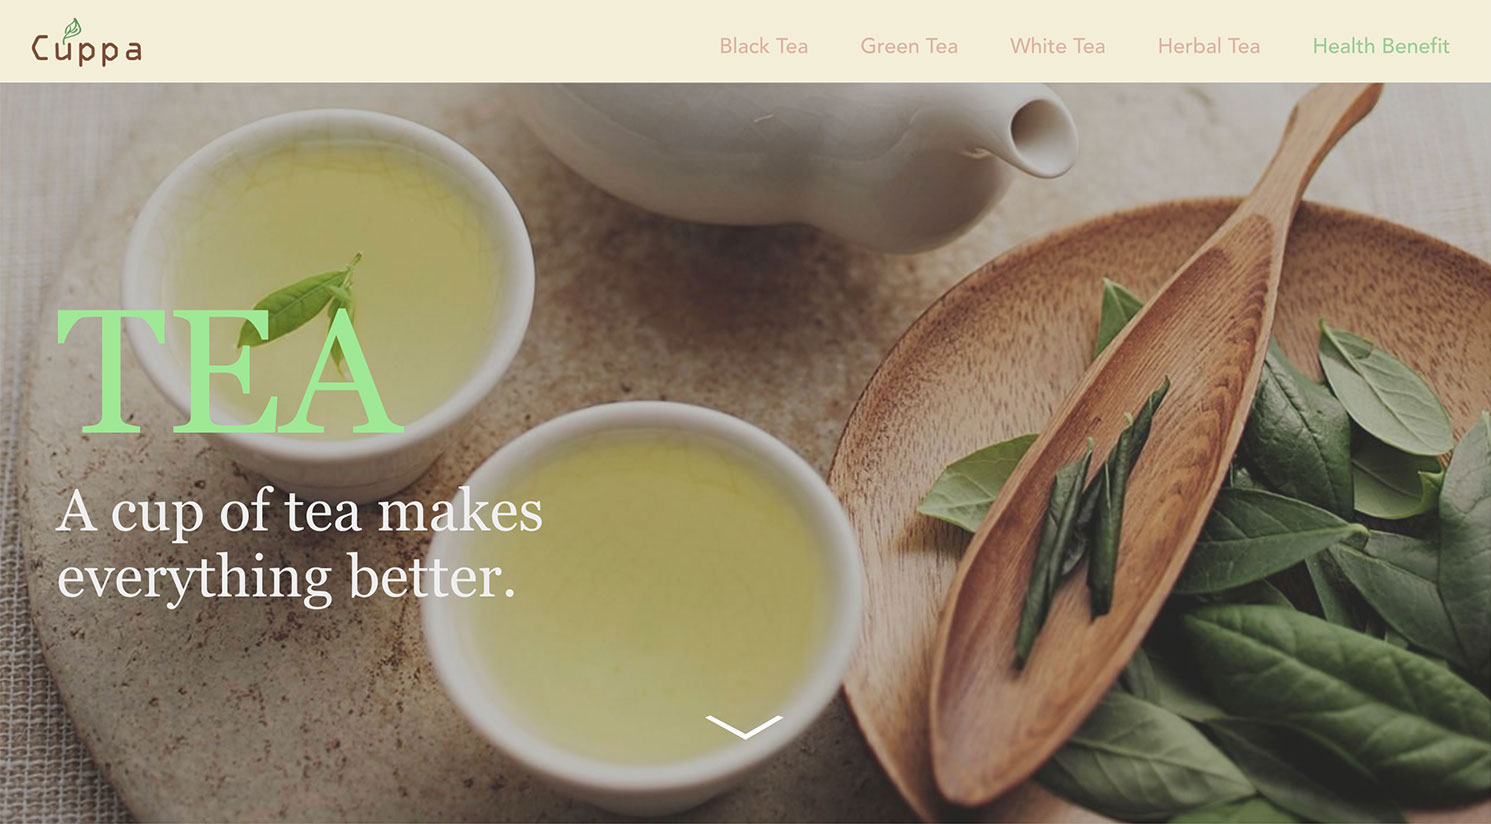 Cuppa
Black Tea
Green Tea
White Tea
Herbal Tea
Health Benefit
TEA
A cup of tea makes
everything better.